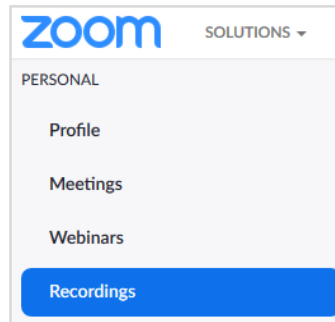 zoom SOLUTIONS
PERSONAL
Profile
Meetings
Webinars
Recordings